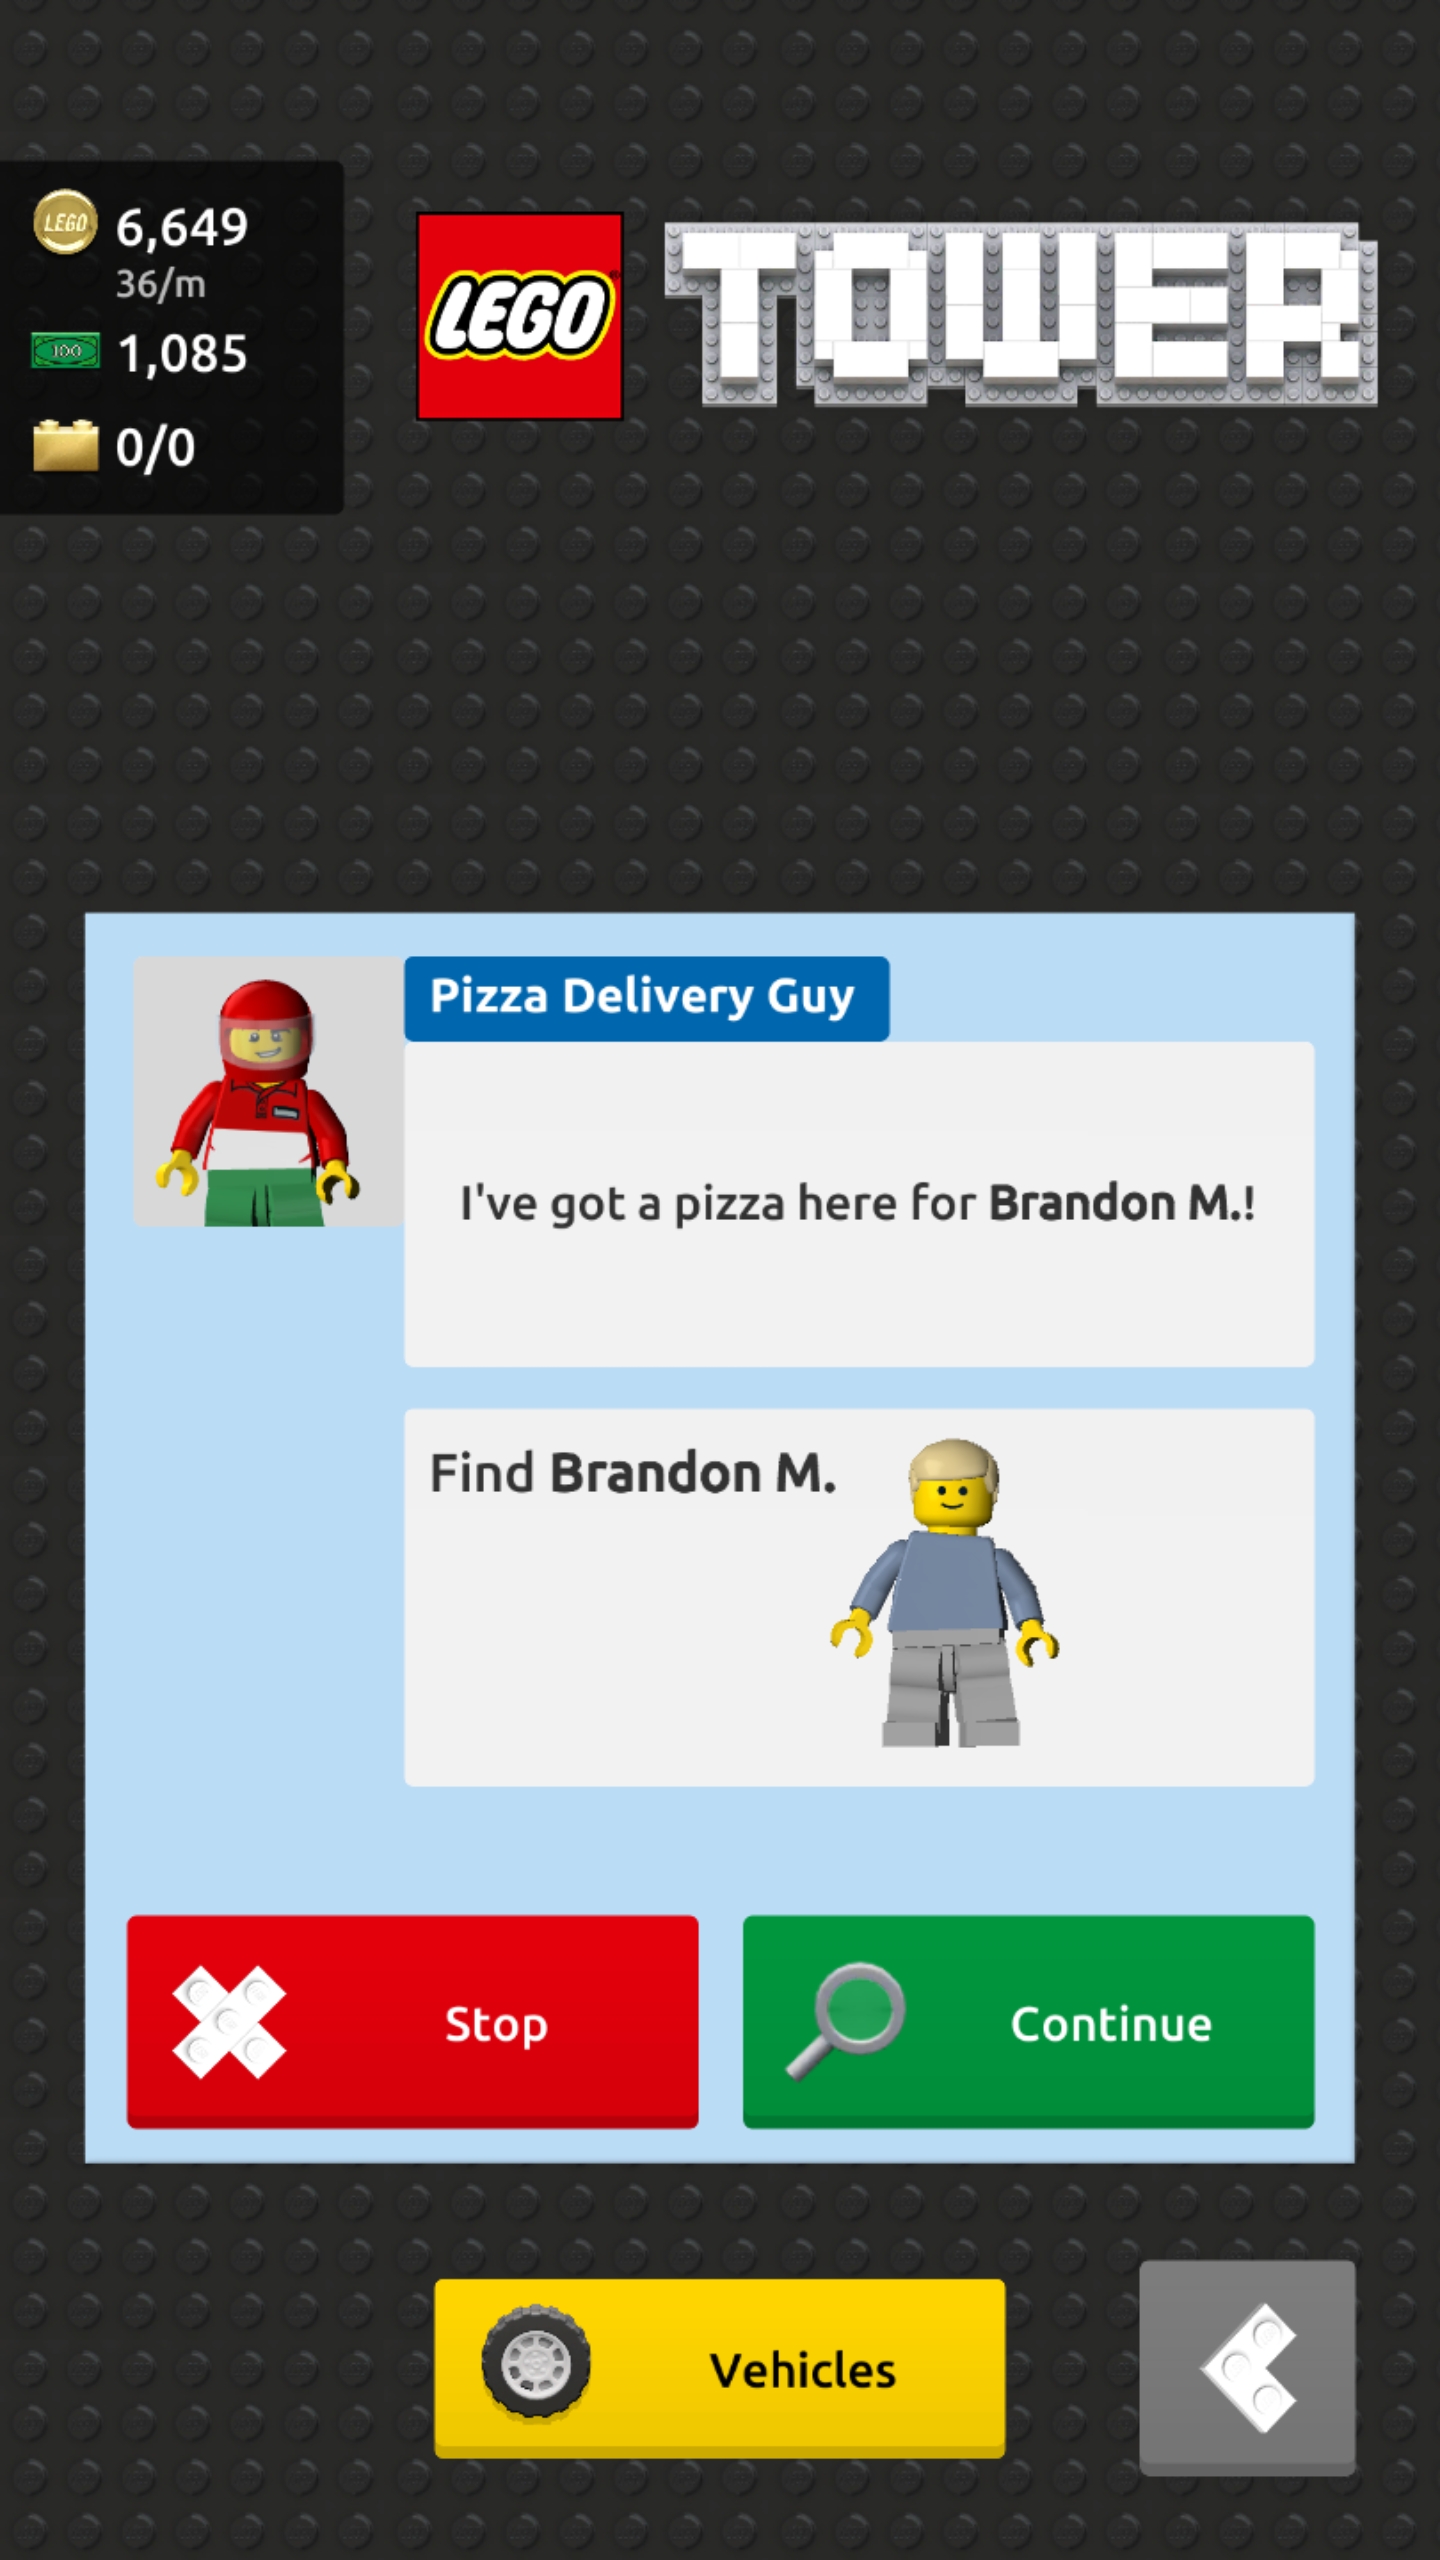 LEGO
6,649
36/m
100
1,085
0/0
LEGO
TOWER
Pizza Delivery Guy
I've got a pizza here for Brandon M.!
Find Brandon M.
Stop
Continue
Vehicles